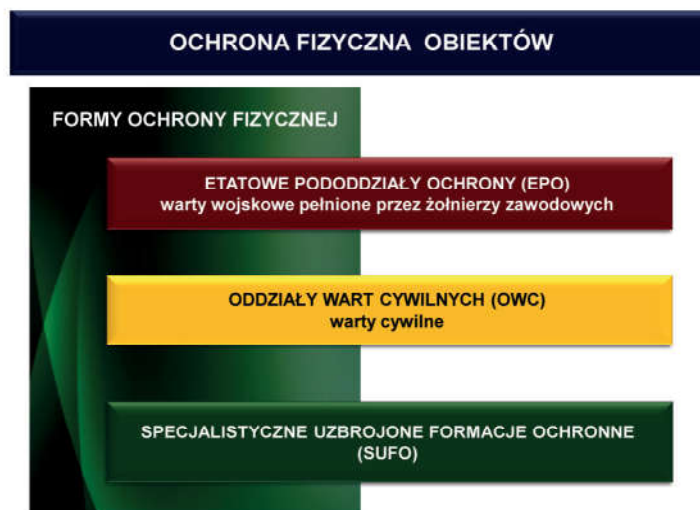 OCHRONA FIZYCZNA OBIEKTÓW
FORMY OCHRONY FIZYCZNEJ
ETATOWE PODODDZIAŁY OCHRONY (EPO)
warty wojskowe pełnione przez żołnierzy zawodowych
ODDZIAŁY WART CYWILNYCH (OWC)
warty cywilne
SPECJALISTYCZNE UZBROJONE FORMACJE OCHRONNE
(SUFO)